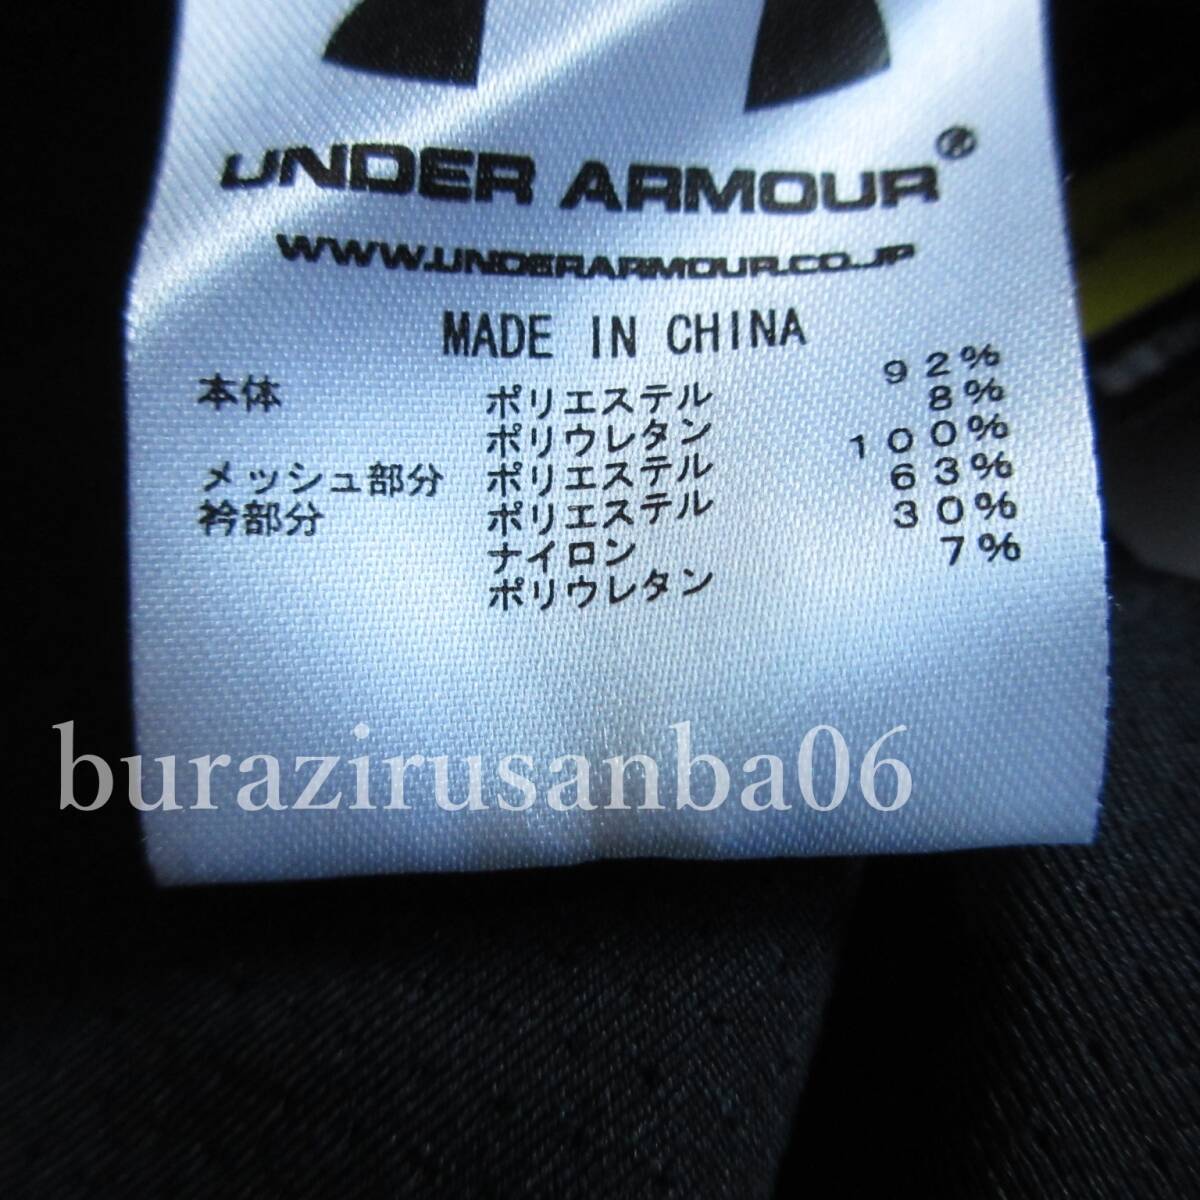 UNDER ARMOUR®
WWW.UNDERARMOUR.CO.JP
MADE IN CHINA
本体 ポリエステル 92%
ポリウレタン 8%
メッシュ部分 ポリエステル 100%
衿部分 ポリエステル 63%
ナイロン 30%
ポリウレタン 7%
burazirusanba06